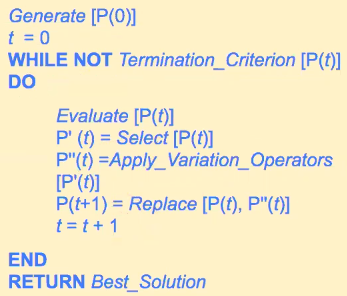 Generate [P(0)]
t = 0
WHILE NOT Termination_Criterion [P(t)]
DO
Evaluate [P(t)]
P' (t) = Select [P(t)]
P''(t) =Apply_Variation_Operators
[P'(t)]
P(t+1) = Replace [P(t), P''(t)]
t = t + 1
END
RETURN Best_Solution